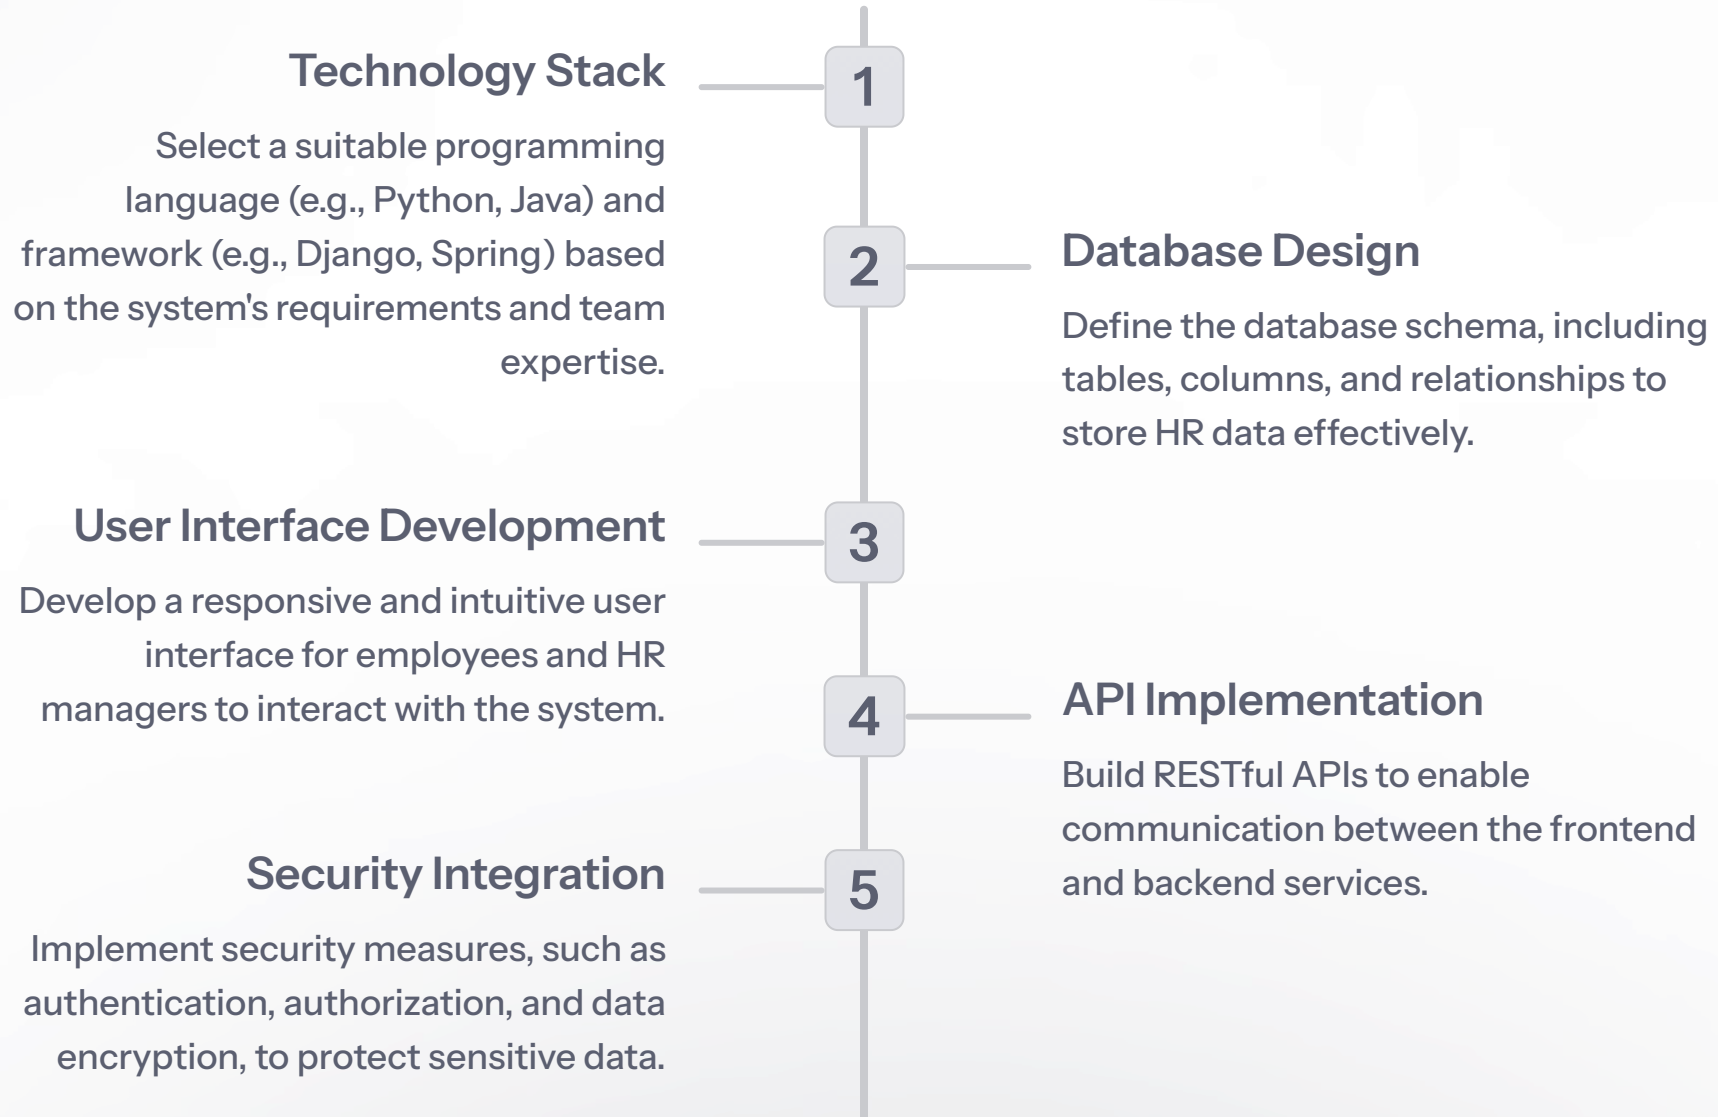 1
Technology Stack
Select a suitable programming
language (e.g., Python, Java) and
framework (e.g., Django, Spring) based
on the system's requirements and team
expertise.
2
Database Design
Define the database schema, including
tables, columns, and relationships to
store HR data effectively.
3
User Interface Development
Develop a responsive and intuitive user
interface for employees and HR
managers to interact with the system.
4
API Implementation
Build RESTful APIs to enable
communication between the frontend
and backend services.
5
Security Integration
Implement security measures, such as
authentication, authorization, and data
encryption, to protect sensitive data.